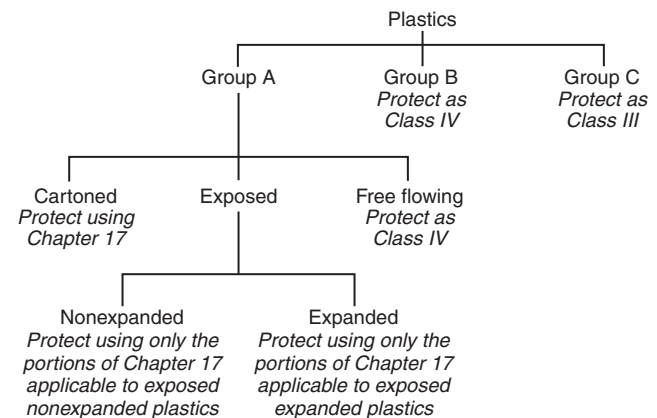 Plastics
Group A
Group B
Protect as
Class IV
Group C
Protect as
Class III
Cartoned
Protect using
Chapter 17
Exposed
Free flowing
Protect as
Class IV
Nonexpanded
Protect using only the
portions of Chapter 17
applicable to exposed
nonexpanded plastics
Expanded
Protect using only the
portions of Chapter 17
applicable to exposed
expanded plastics